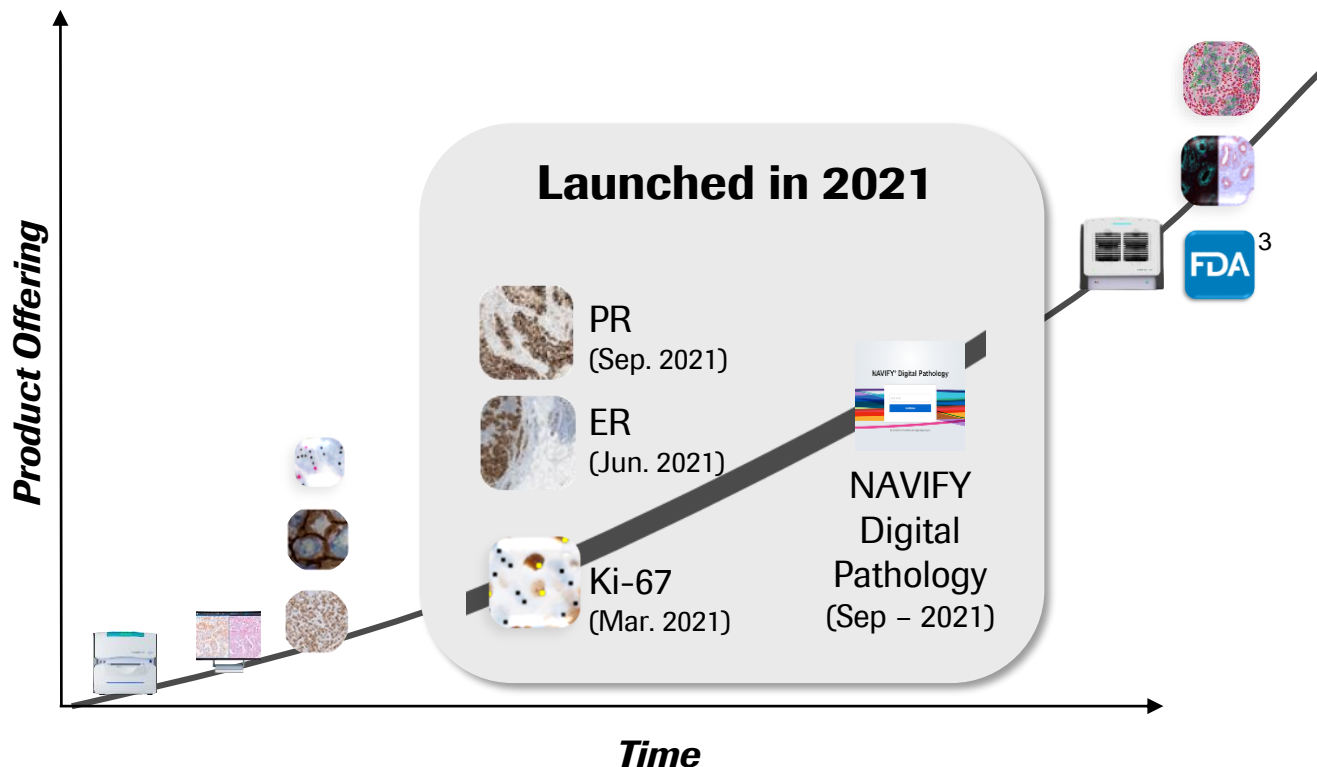 Product Offering
Launched in 2021
PR
(Sep. 2021)
ER
(Jun. 2021)
Ki-67
(Mar. 2021)
NAVIFY® Digital Pathology
NAVIFY
Digital
Pathology
(Sep – 2021)
FDA 3
Time